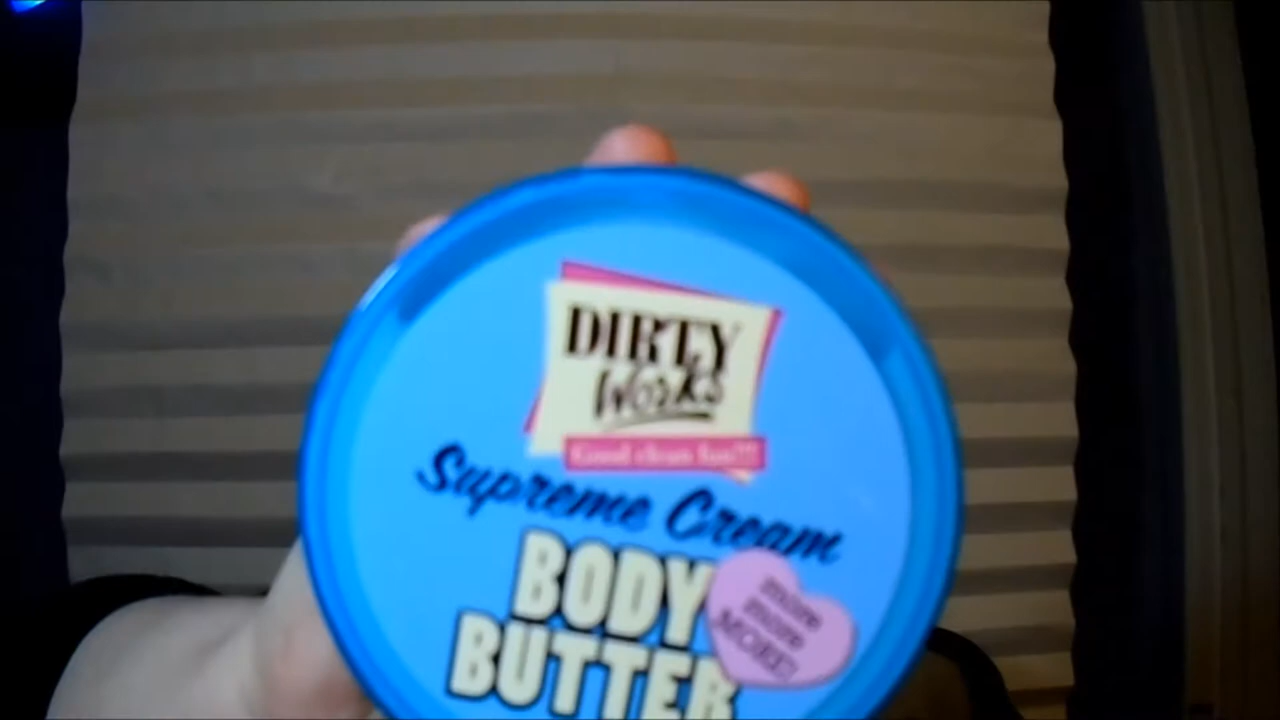 DIRTY
Works
Good clean fun!!!
Supreme Cream
BODY
BUTTER
more
more
MORE!